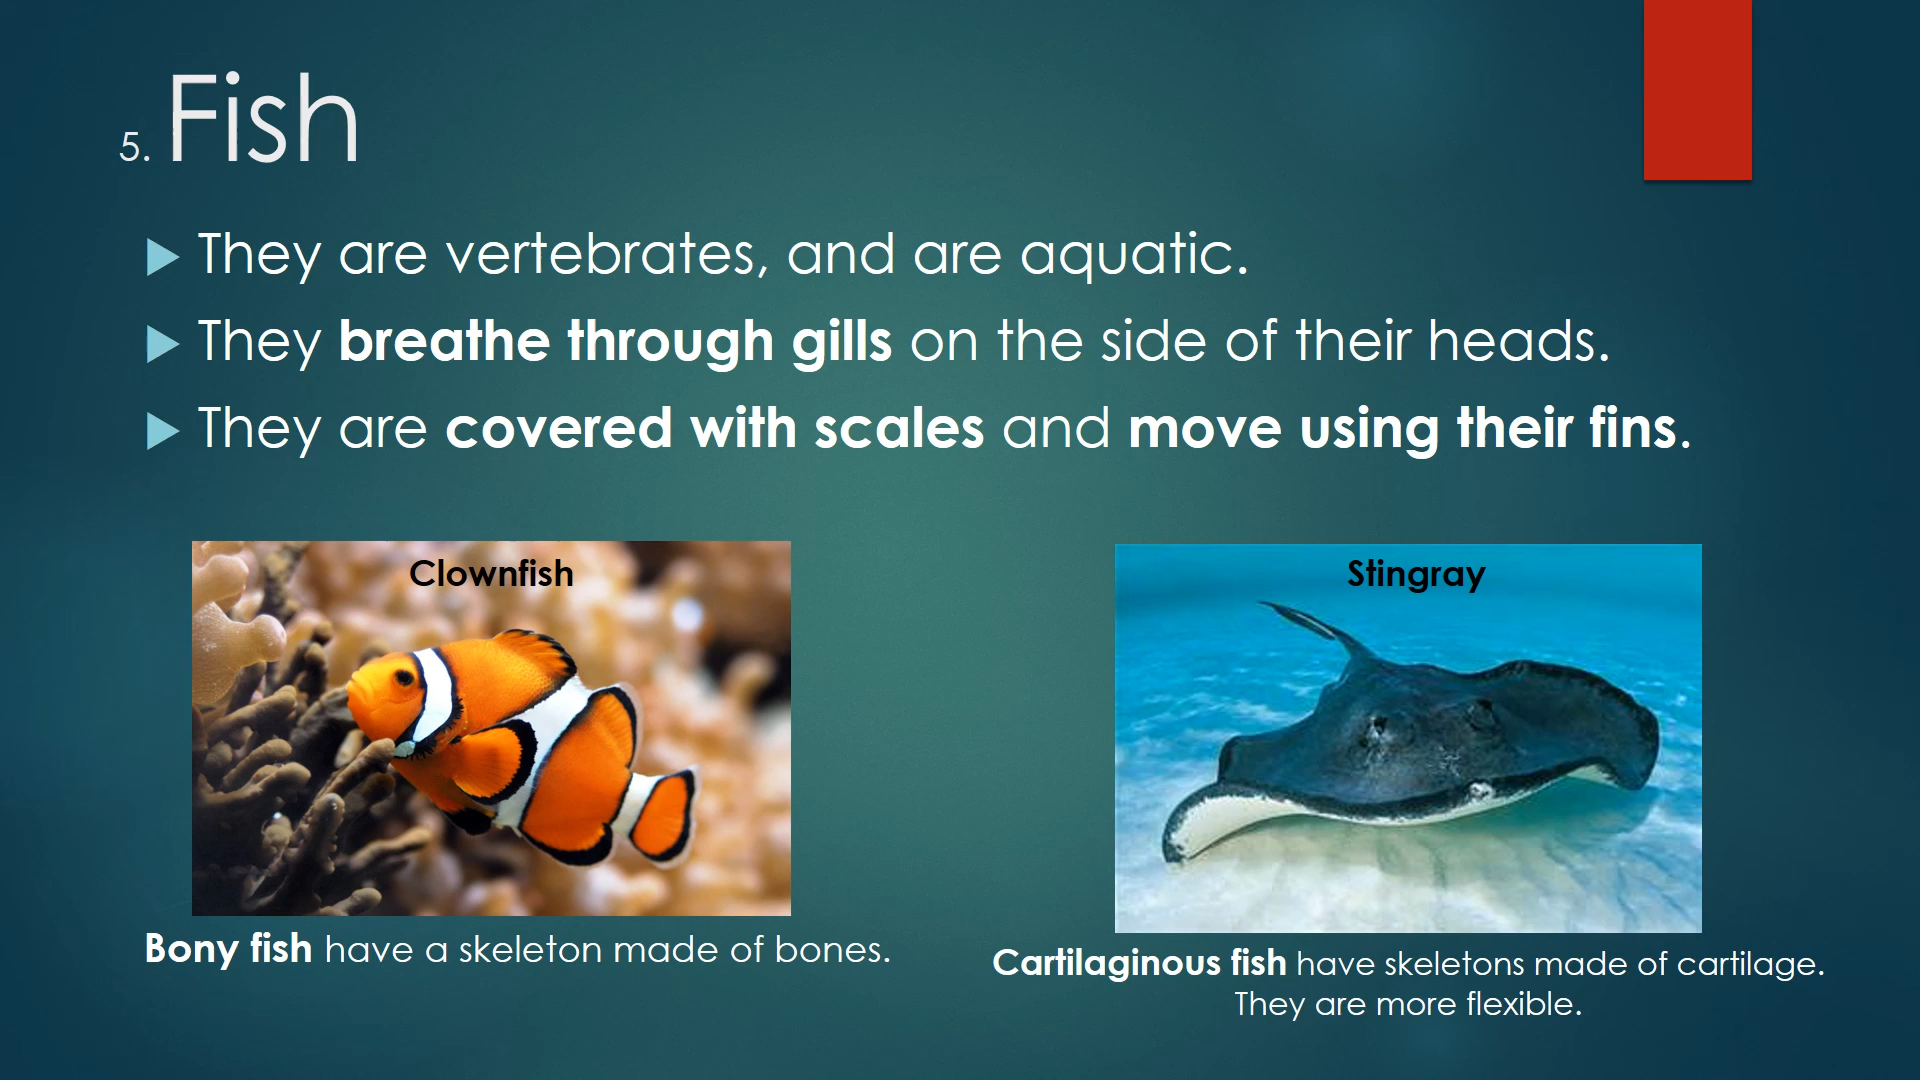 5. Fish
They are vertebrates, and are aquatic.
They breathe through gills on the side of their heads.
They are covered with scales and move using their fins.
Clownfish
Bony fish have a skeleton made of bones.
Stingray
Cartilaginous fish have skeletons made of cartilage.
They are more flexible.